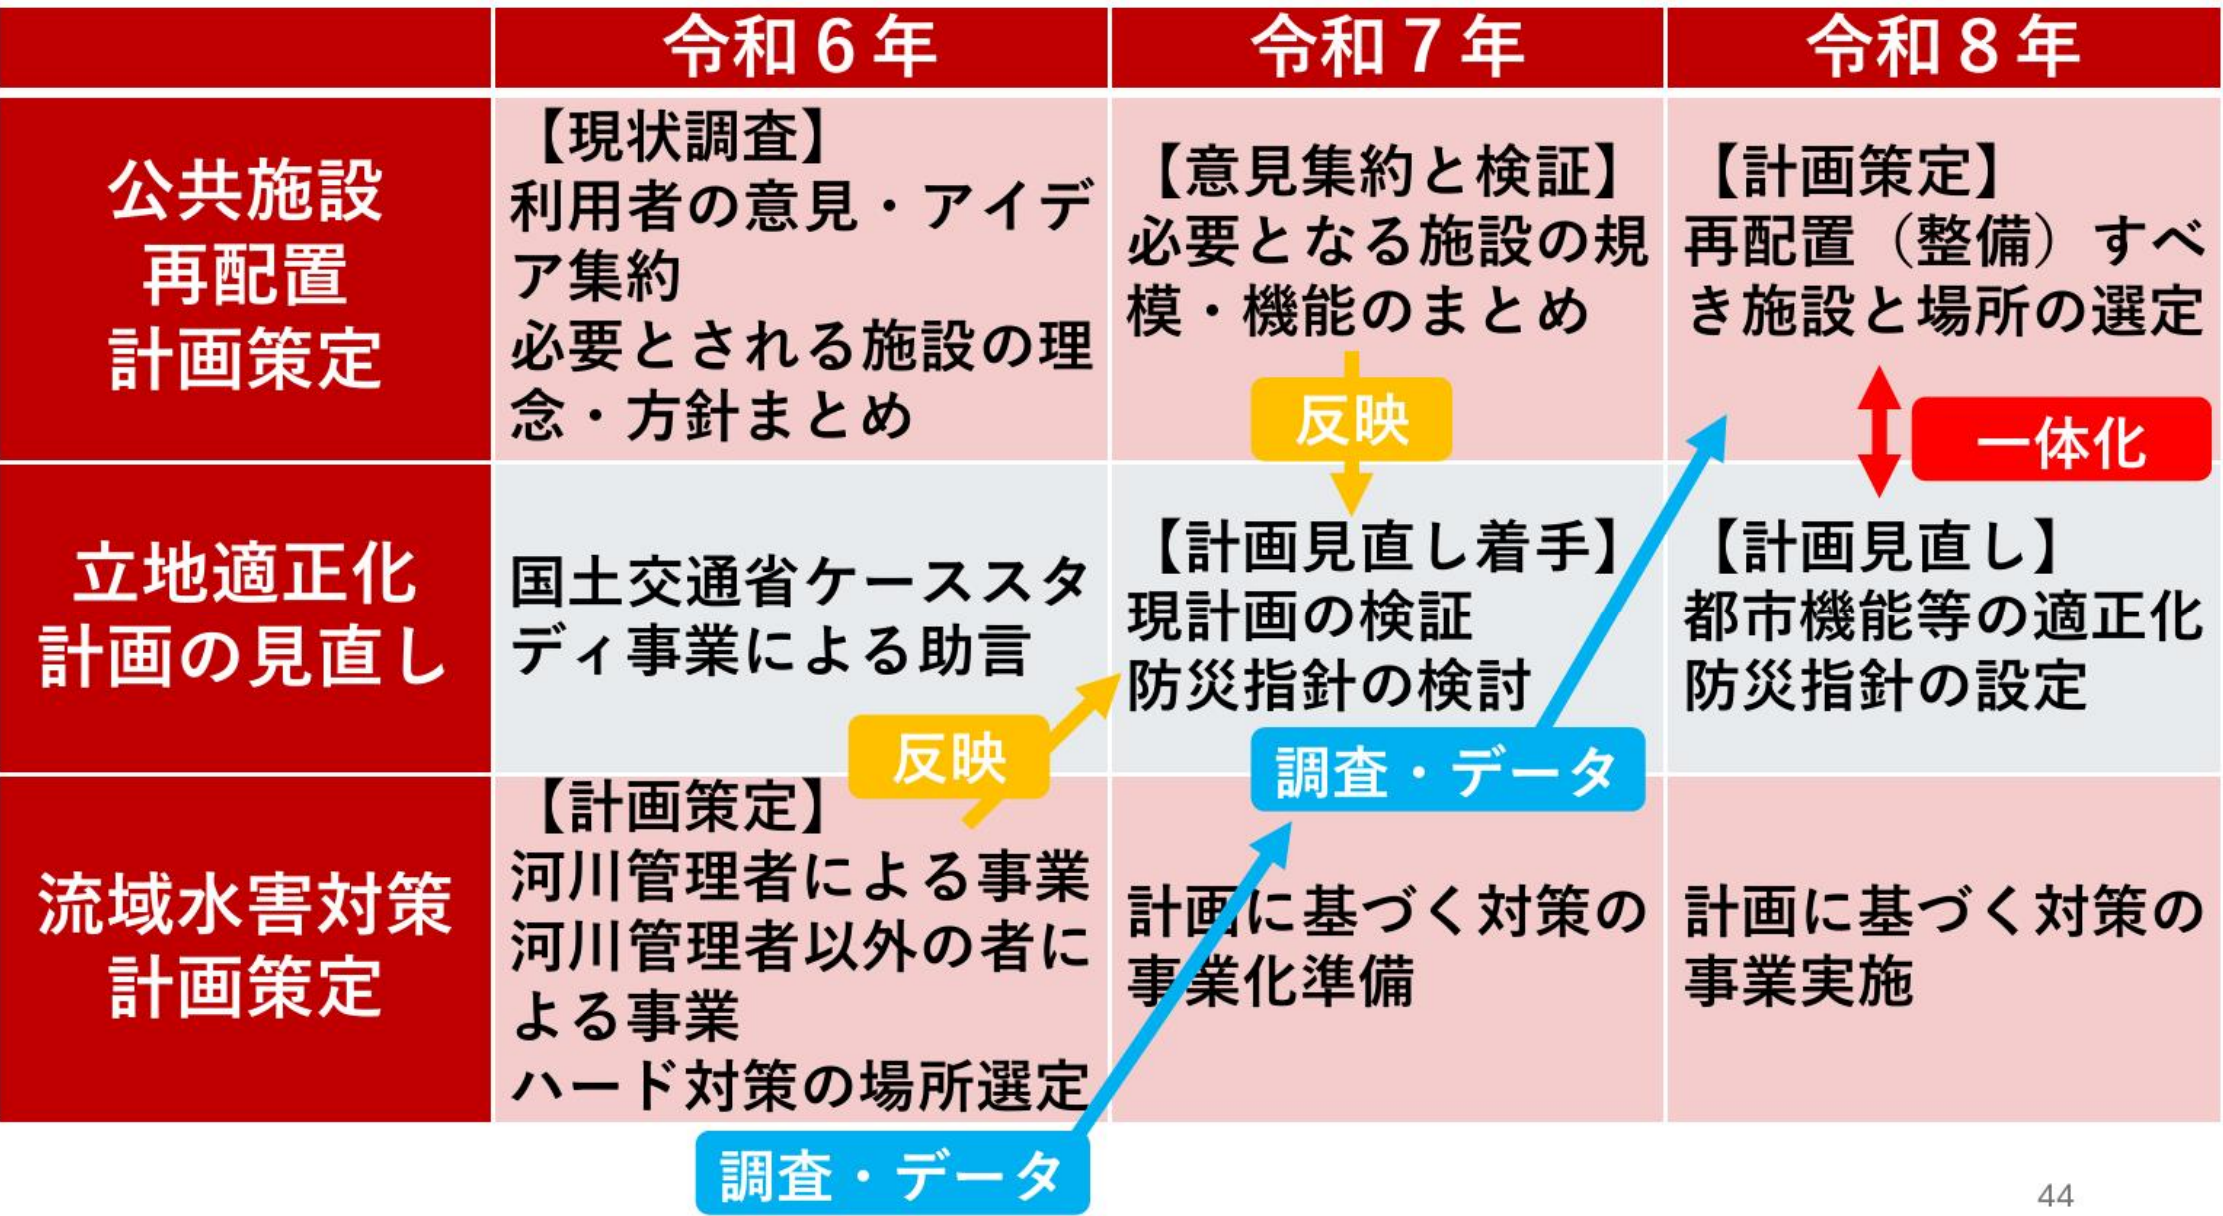 令和６年
令和７年
令和８年
公共施設
再配置
計画策定
【現状調査】
利用者の意見・アイデ
ア集約
必要とされる施設の理
念・方針まとめ
【意見集約と検証】
必要となる施設の規
模・機能のまとめ
反映
【計画策定】
再配置（整備）すべ
き施設と場所の選定
一体化
立地適正化
計画の見直し
国土交通省ケーススタ
ディ事業による助言
反映
【計画見直し着手】
現計画の検証
防災指針の検討
調査・データ
【計画見直し】
都市機能等の適正化
防災指針の設定
流域水害対策
計画策定
【計画策定】
河川管理者による事業
河川管理者以外の者に
よる事業
ハード対策の場所選定
調査・データ
計画に基づく対策の
事業化準備
計画に基づく対策の
事業実施
44